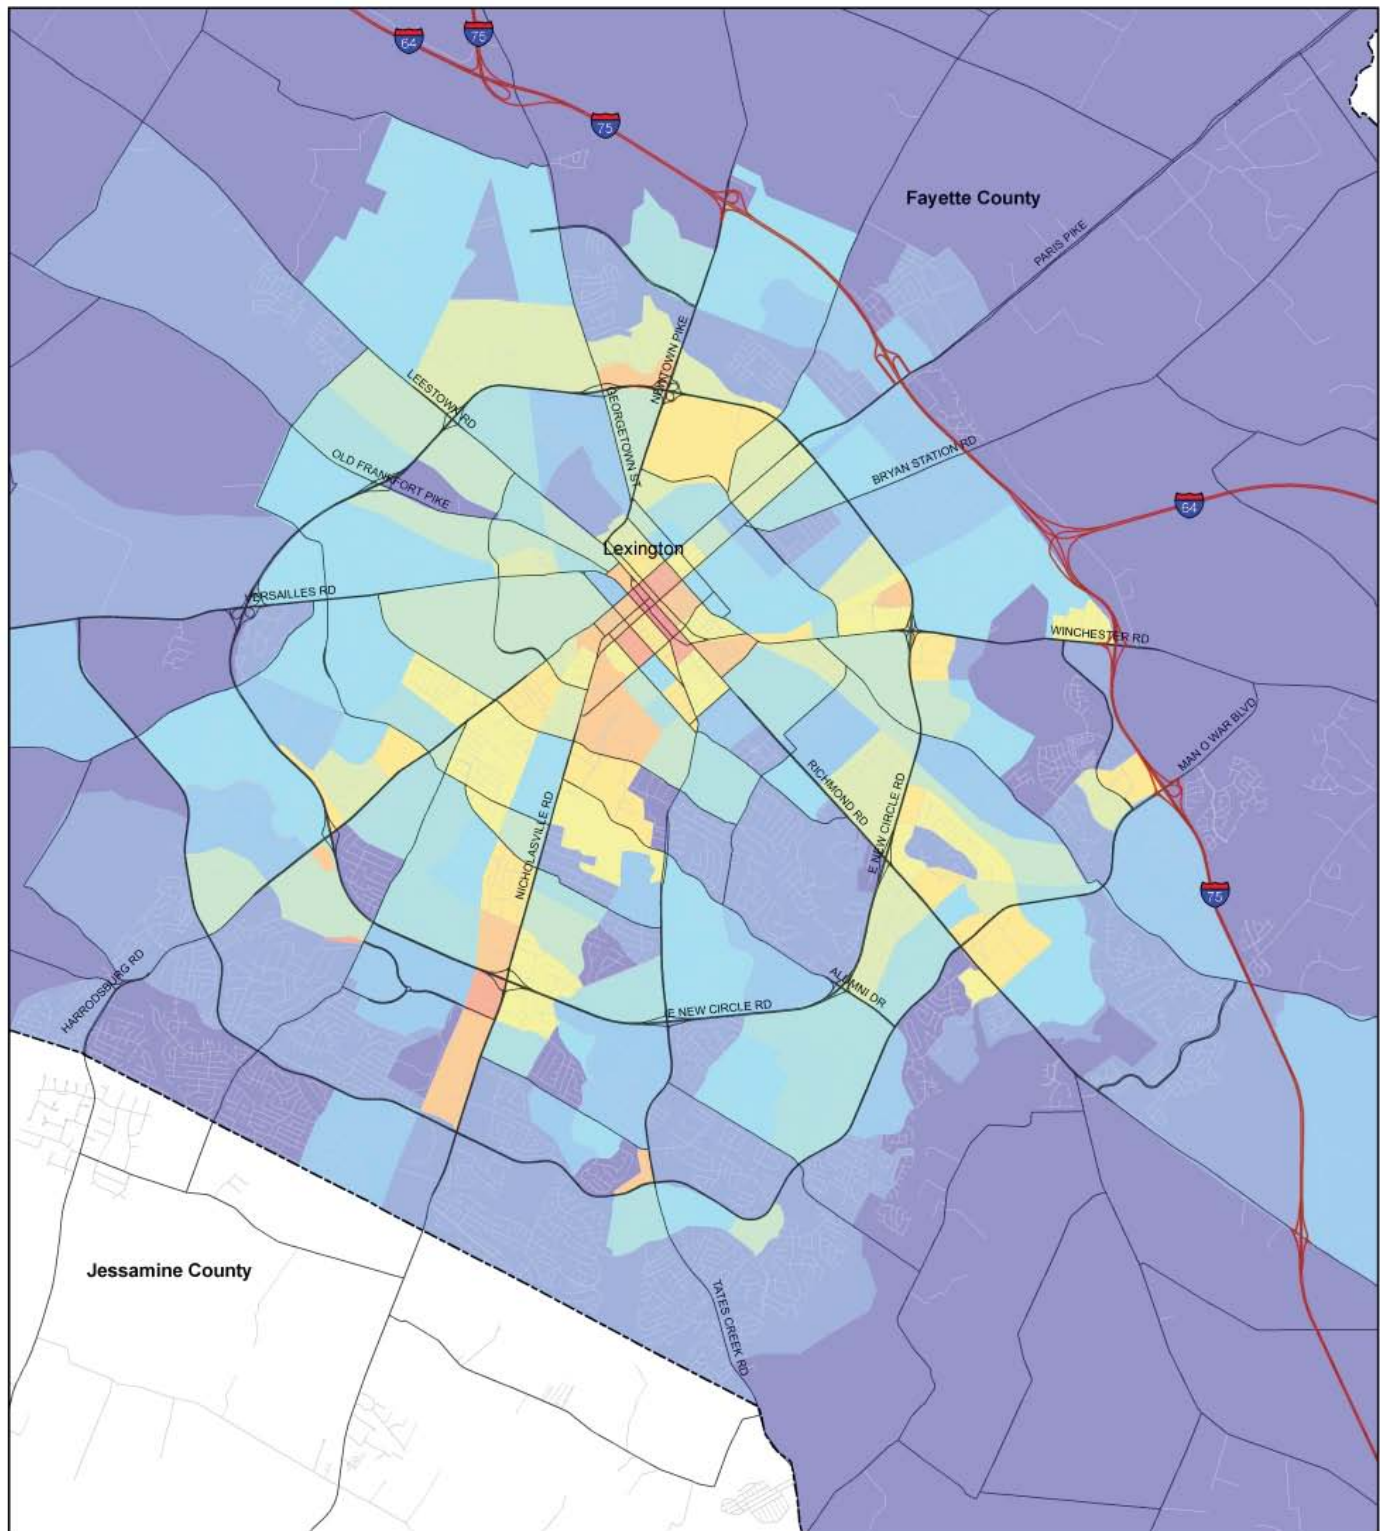 64
75
75
Fayette County
PARIS PIKE
NEWTOWN PIKE
LEESTOWN RD
GEORGETOWN ST
OLD FRANKFORT PIKE
BRYAN STATION RD
64
Lexington
VERSAILLES RD
WINCHESTER RD
MAN O WAR BLVD
RICHMOND RD
E NEW CIRCLE RD
NICHOLASVILLE RD
75
HARRODSBURG RD
ALUMNI DR
E NEW CIRCLE RD
Jessamine County
TATES CREEK RD